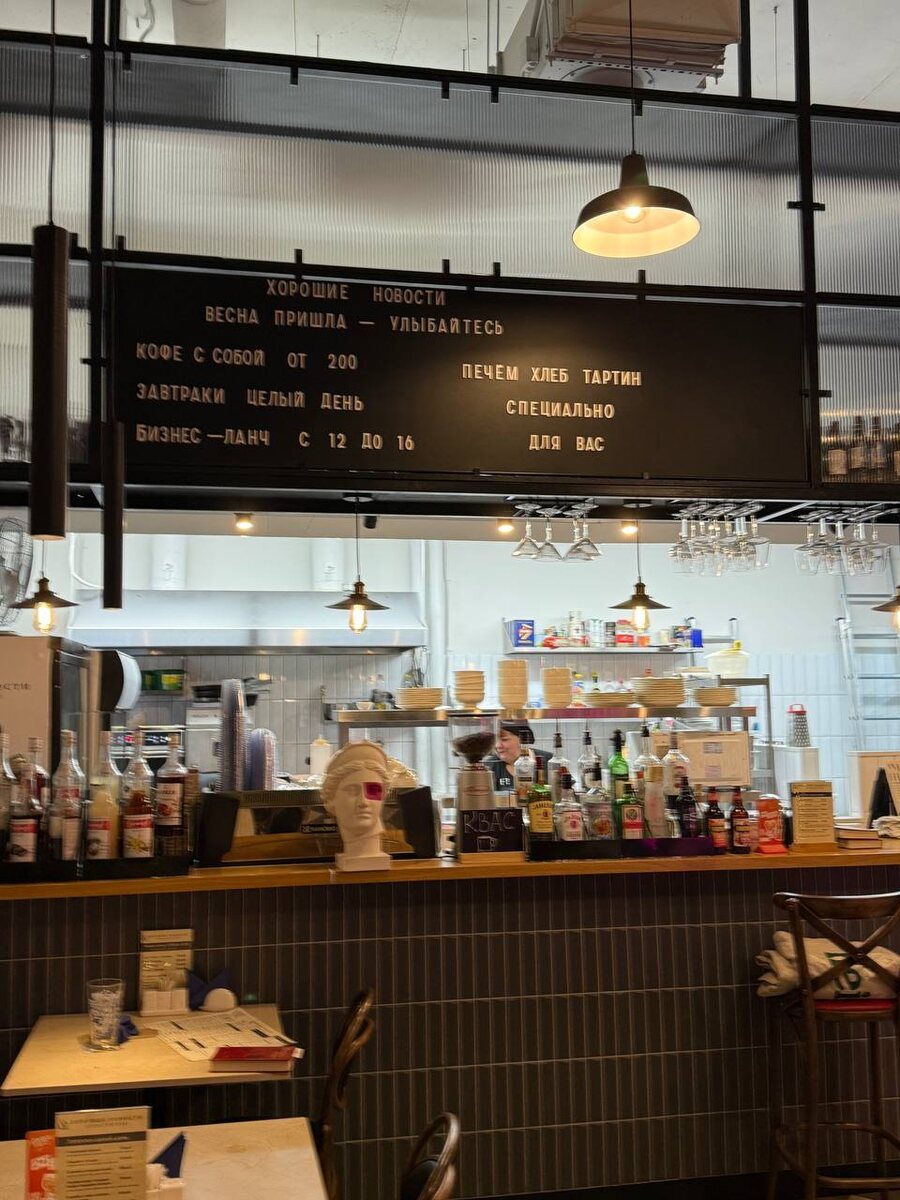 ХОРОШИЕ НОВОСТИ
ВЕСНА ПРИШЛА — УЛЫБАЙТЕСЬ
КОФЕ С СОБОЙ ОТ 200
ЗАВТРАКИ ЦЕЛЫЙ ДЕНЬ
БИЗНЕС—ЛАНЧ С 12 ДО 16
ПЕЧЁМ ХЛЕБ ТАРТИН
СПЕЦИАЛЬНО
ДЛЯ ВАС
КВАС